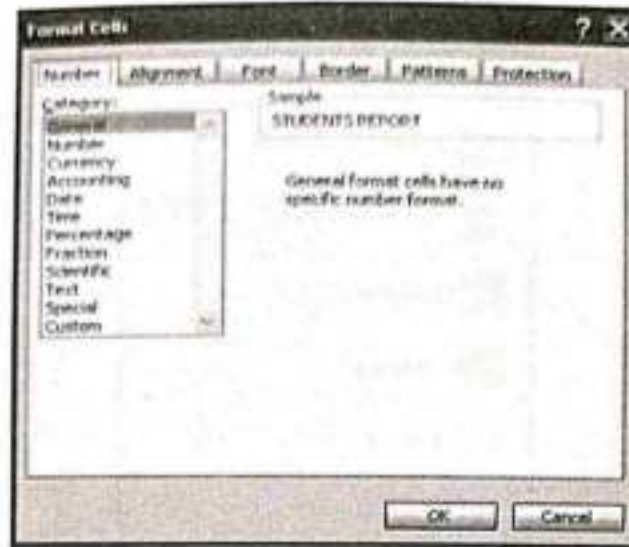 Format Cells
Number Alignment Font Border Patterns Protection
Category:
General
Number
Currency
Accounting
Date
Time
Percentage
Fraction
Scientific
Text
Special
Custom
Sample
STUDENTS REPORT
General format cells have no
specific number format.
OK Cancel